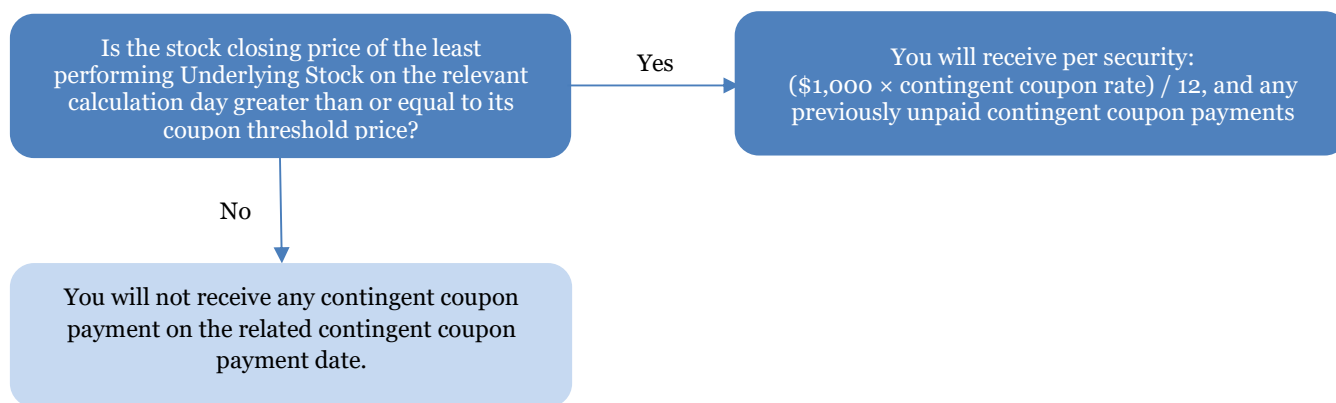 Is the stock closing price of the least
performing Underlying Stock on the relevant
calculation day greater than or equal to its
coupon threshold price?
Yes
You will receive per security:
($1,000 × contingent coupon rate) / 12, and any
previously unpaid contingent coupon payments
No
You will not receive any contingent coupon
payment on the related contingent coupon
payment date.